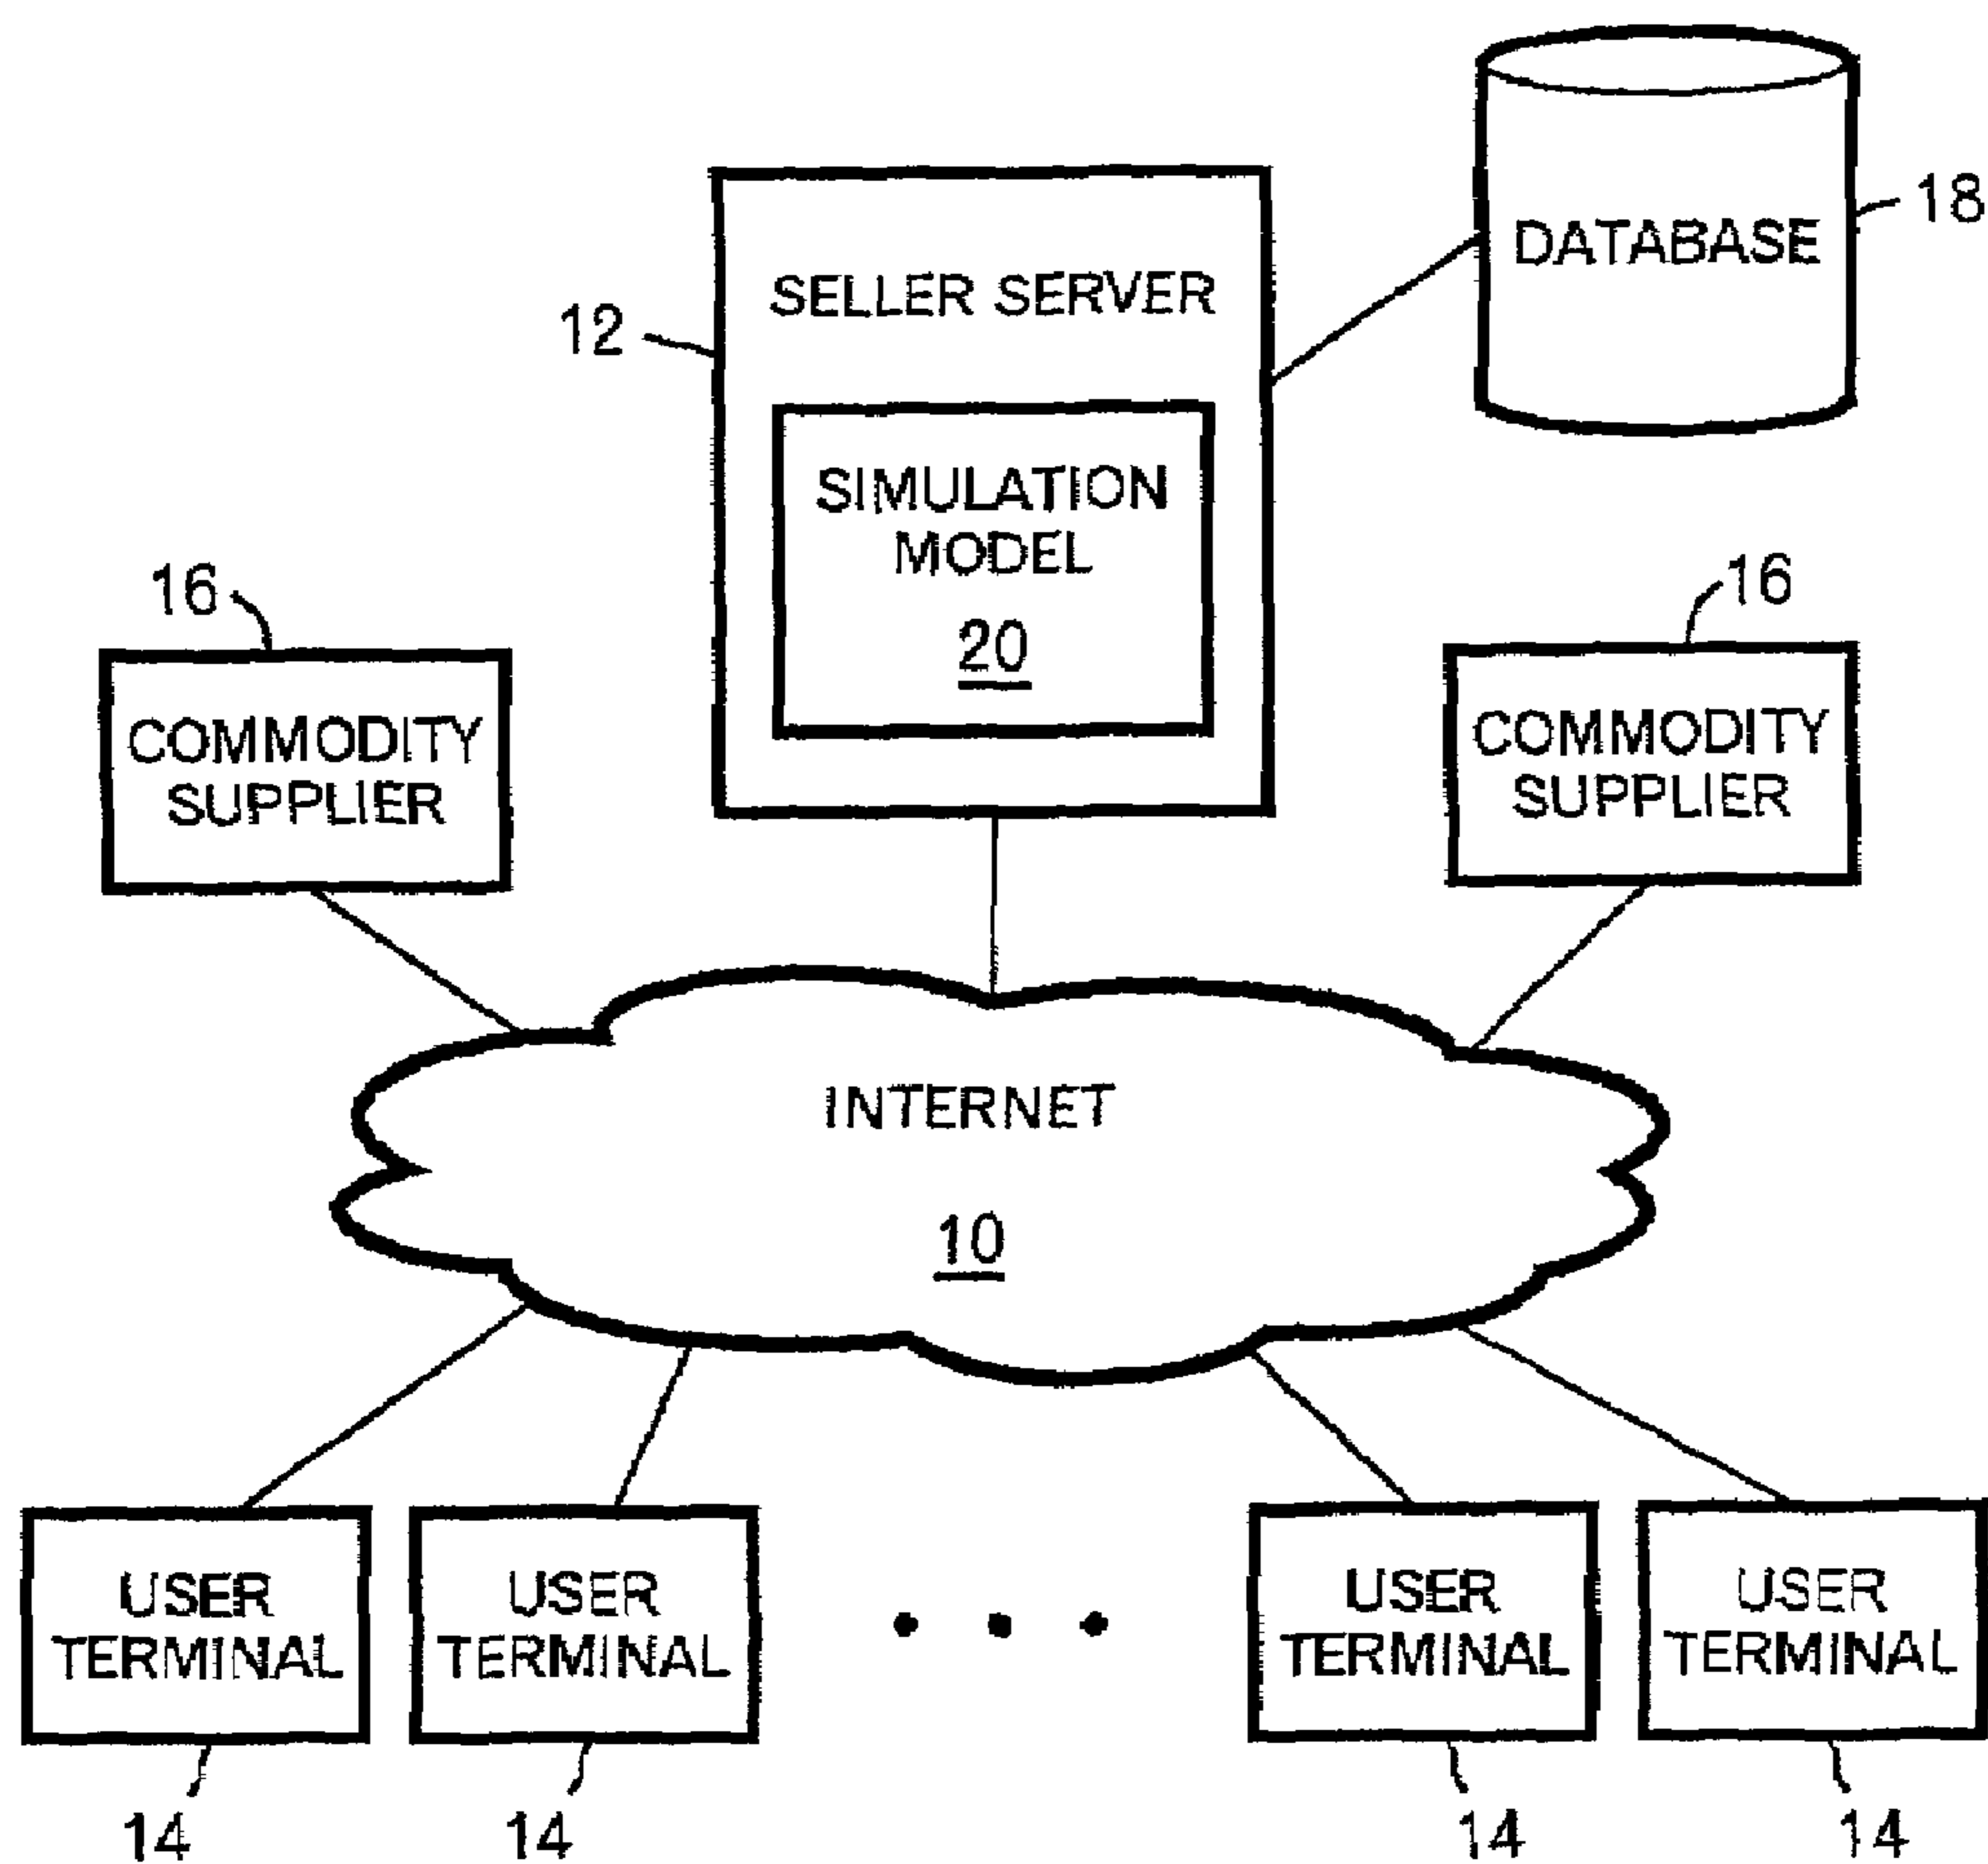 DATABASE
18
SELLER SERVER
12
SIMULATION
MODEL
20
16
COMMODITY
SUPPLIER
16
COMMODITY
SUPPLIER
INTERNET
10
USER
TERMINAL
USER
TERMINAL
USER
TERMINAL
USER
TERMINAL
14
14
14
14